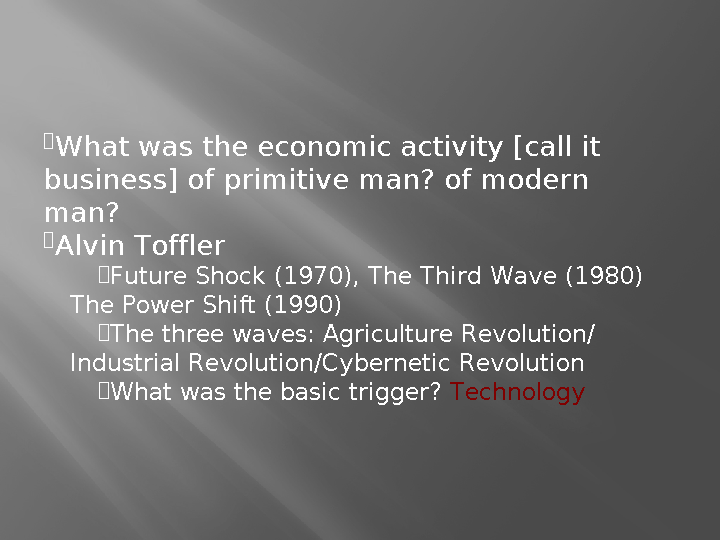 What was the economic activity [call it
business] of primitive man? of modern
man?
Alvin Toffler
Future Shock (1970), The Third Wave (1980)
The Power Shift (1990)
The three waves: Agriculture Revolution/
Industrial Revolution/Cybernetic Revolution
What was the basic trigger? Technology